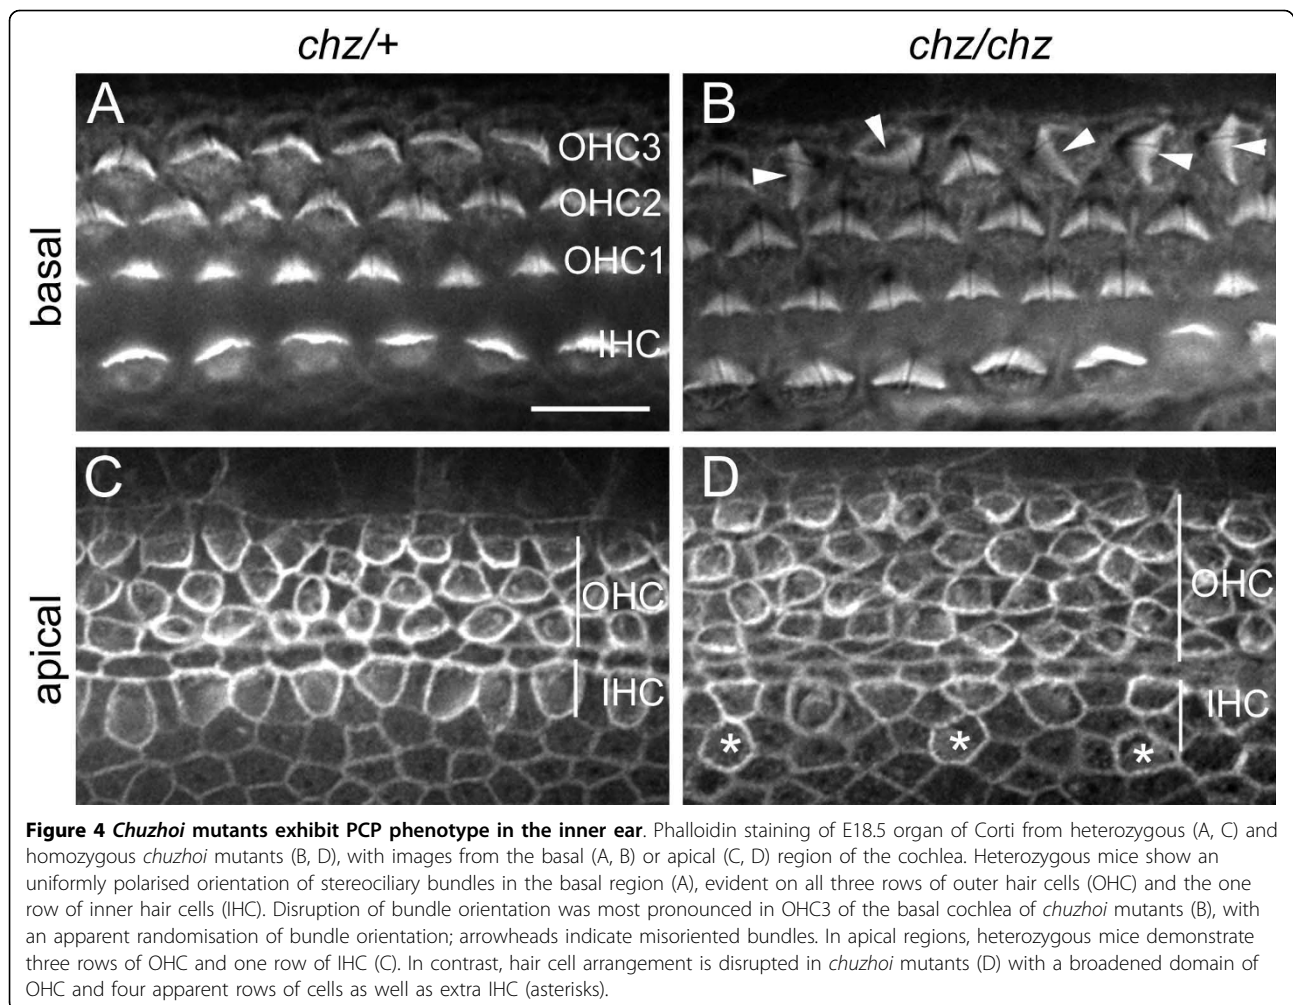 chz/+
chz/chz
basal
A
OHC3
OHC2
OHC1
IHC
B
apical
C
OHC
IHC
D
OHC
IHC
* * *
Figure 4 Chuzhoi mutants exhibit PCP phenotype in the inner ear. Phalloidin staining of E18.5 organ of Corti from heterozygous (A, C) and
homozygous chuzhoi mutants (B, D), with images from the basal (A, B) or apical (C, D) region of the cochlea. Heterozygous mice show an
uniformly polarised orientation of stereociliary bundles in the basal region (A), evident on all three rows of outer hair cells (OHC) and the one
row of inner hair cells (IHC). Disruption of bundle orientation was most pronounced in OHC3 of the basal cochlea of chuzhoi mutants (B), with
an apparent randomisation of bundle orientation; arrowheads indicate misoriented bundles. In apical regions, heterozygous mice demonstrate
three rows of OHC and one row of IHC (C). In contrast, hair cell arrangement is disrupted in chuzhoi mutants (D) with a broadened domain of
OHC and four apparent rows of cells as well as extra IHC (asterisks).